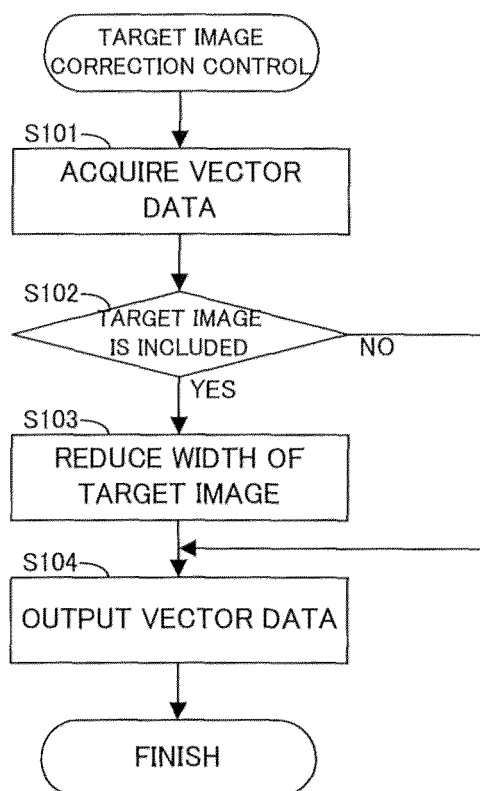 TARGET IMAGE
CORRECTION CONTROL
S101
ACQUIRE VECTOR
DATA
S102
TARGET IMAGE
IS INCLUDED
NO
YES
S103
REDUCE WIDTH OF
TARGET IMAGE
S104
OUTPUT VECTOR DATA
FINISH